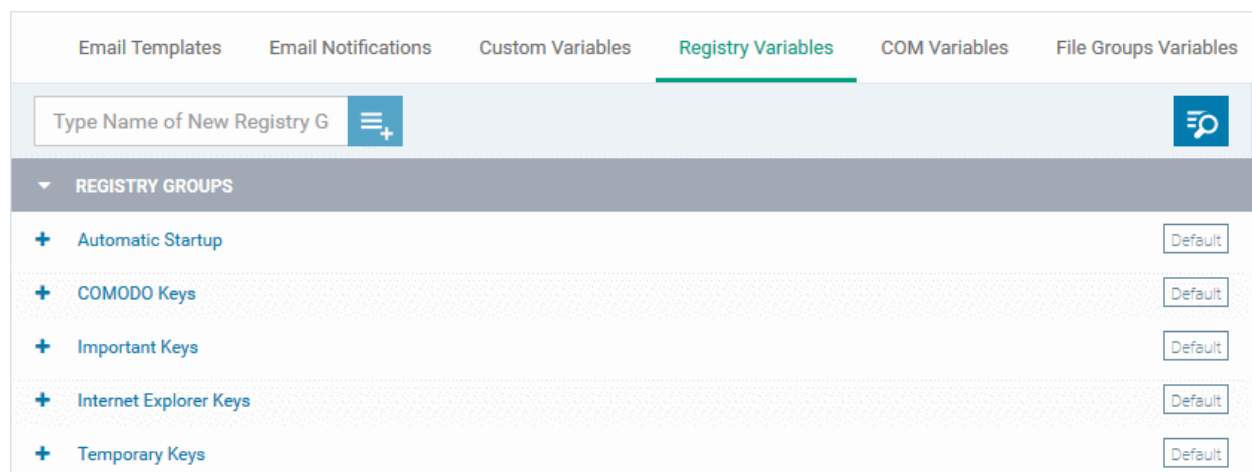 Email Templates Email Notifications Custom Variables Registry Variables COM Variables File Groups Variables
Type Name of New Registry G
REGISTRY GROUPS
Automatic Startup Default
COMODO Keys Default
Important Keys Default
Internet Explorer Keys Default
Temporary Keys Default